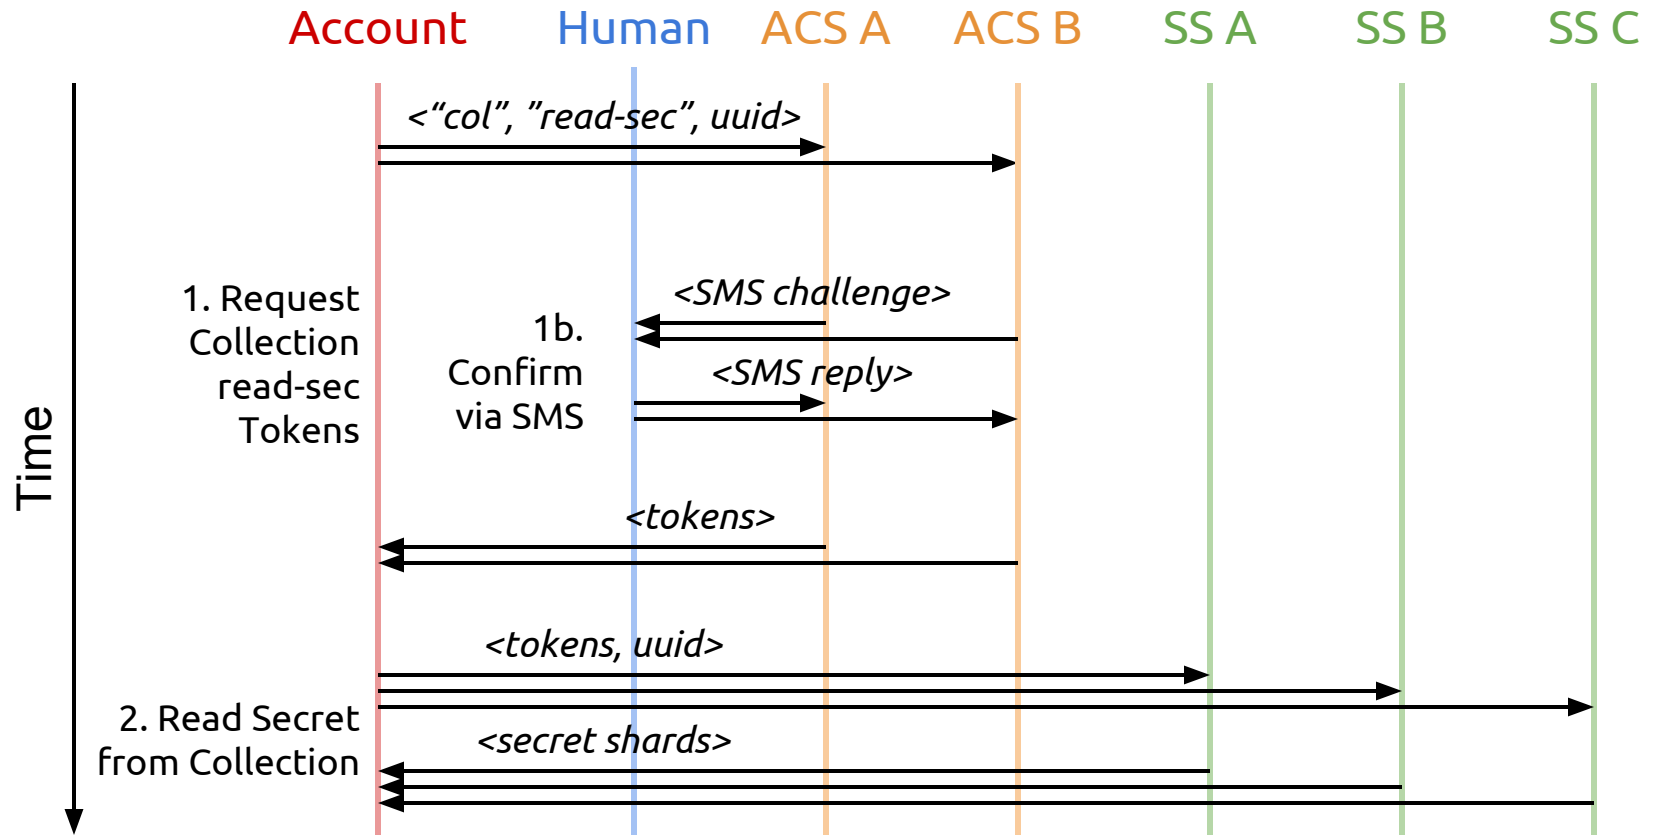 Account Human ACS A ACS B SS A SS B SS C
<“col”, ”read-sec”, uuid>
<SMS challenge>
1. Request
Collection
read-sec
Tokens
1b.
Confirm
via SMS
<SMS reply>
Time
<tokens>
<tokens, uuid>
2. Read Secret
from Collection
<secret shards>